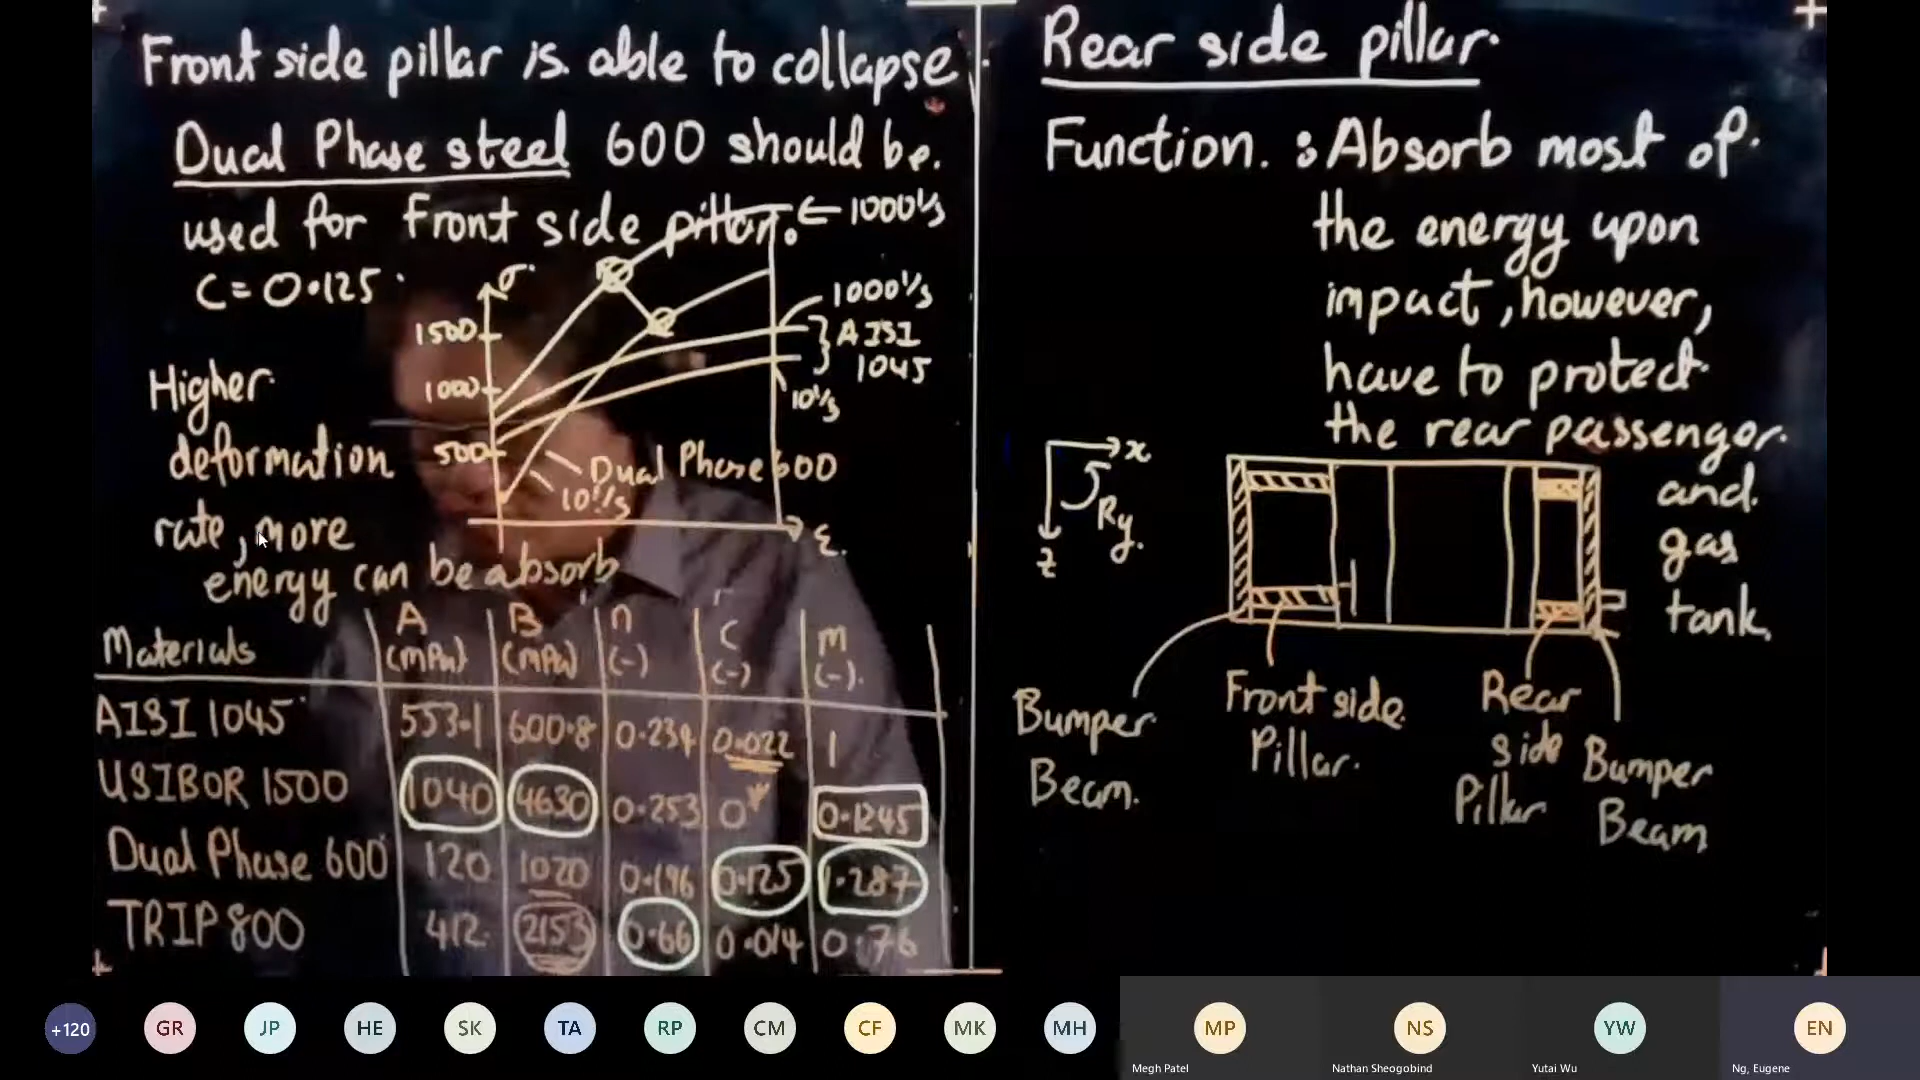 Front side pillar is able to collapse.
Dual Phase steel 600 should be.
used for Front side pillar.
C = 0.125
Higher
deformation
rate, more
energy can be absorb
σ
1500
1000
500
ε
← 1000 1/s
1000 1/s
AISI
1045
10 1/s
Dual Phase 600
Materials A (MPa) B (MPa) n (-) C (-) M (-)
AISI 1045 553.1 600.8 0.234 0.022 1
USIBOR 1500 1040 4630 0.253 0* 0.1245
Dual Phase 600 120 1020 0.196 0.125 1.287
TRIP 800 412 2153 0.66 0.014 0.76
Rear side pillar.
Function. : Absorb most of.
the energy upon
impact, however,
have to protect
the rear passenger.
and
gas
tank.
x
Ry.
z
Bumper
Beam.
Front side
Pillar.
Rear
side
Pillar
Bumper
Beam
+120 GR JP HE SK TA RP CM CF MK MH MP NS YW EN
Megh Patel Nathan Sheogobind Yutai Wu Ng, Eugene